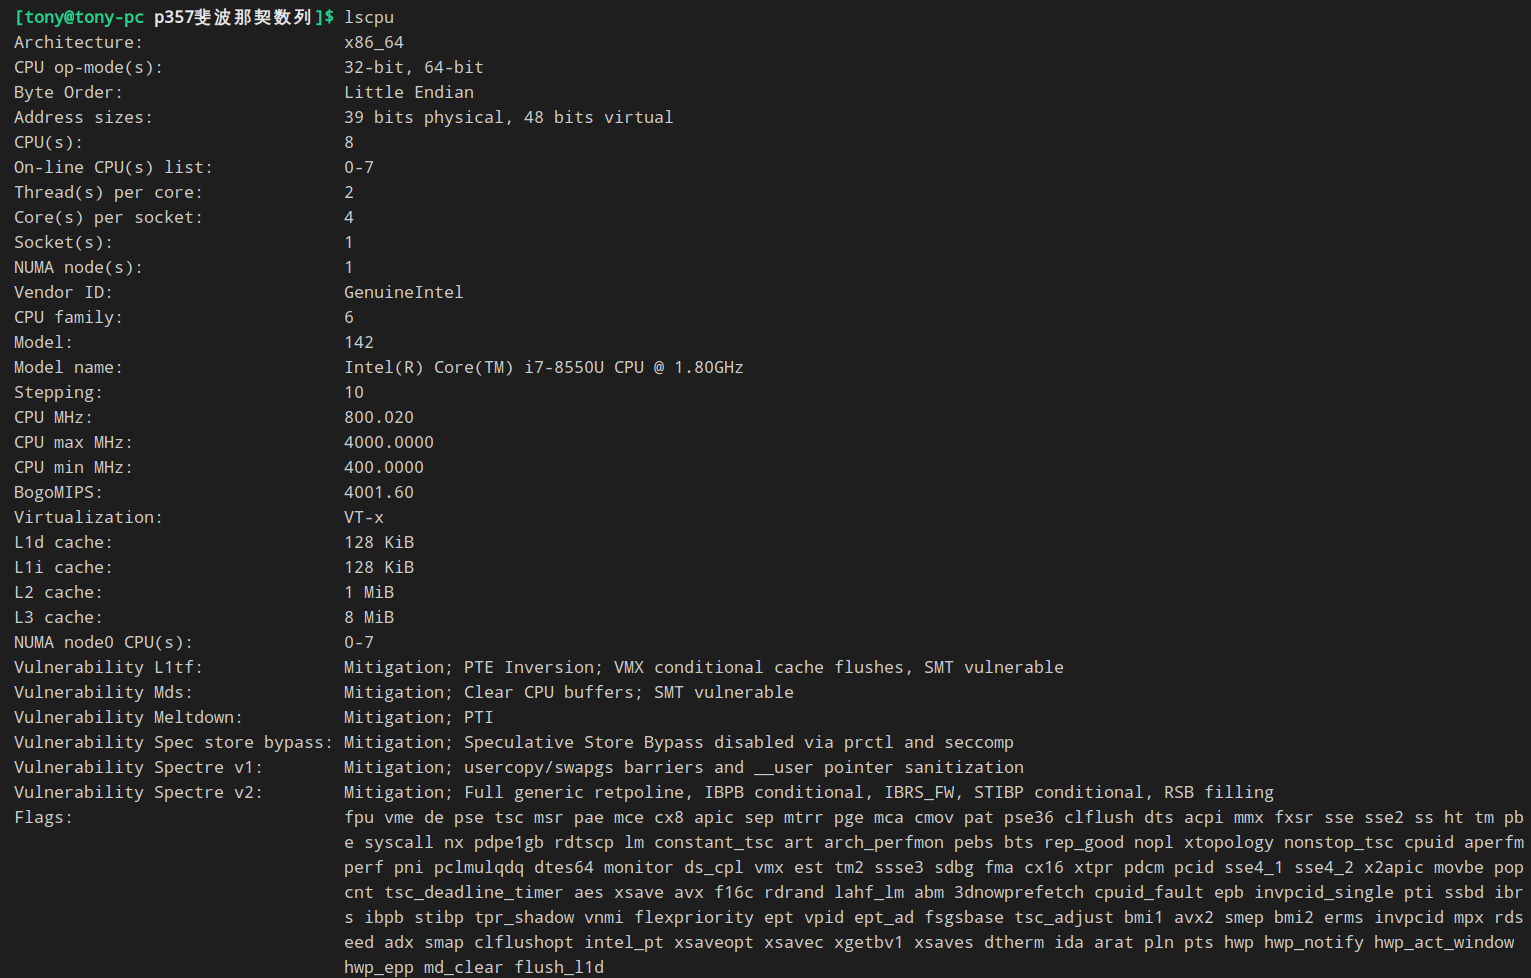 [tony@tony-pc p357斐波那契数列]$ lscpu
Architecture: x86_64
CPU op-mode(s): 32-bit, 64-bit
Byte Order: Little Endian
Address sizes: 39 bits physical, 48 bits virtual
CPU(s): 8
On-line CPU(s) list: 0-7
Thread(s) per core: 2
Core(s) per socket: 4
Socket(s): 1
NUMA node(s): 1
Vendor ID: GenuineIntel
CPU family: 6
Model: 142
Model name: Intel(R) Core(TM) i7-8550U CPU @ 1.80GHz
Stepping: 10
CPU MHz: 800.020
CPU max MHz: 4000.0000
CPU min MHz: 400.0000
BogoMIPS: 4001.60
Virtualization: VT-x
L1d cache: 128 KiB
L1i cache: 128 KiB
L2 cache: 1 MiB
L3 cache: 8 MiB
NUMA node0 CPU(s): 0-7
Vulnerability L1tf: Mitigation; PTE Inversion; VMX conditional cache flushes, SMT vulnerable
Vulnerability Mds: Mitigation; Clear CPU buffers; SMT vulnerable
Vulnerability Meltdown: Mitigation; PTI
Vulnerability Spec store bypass: Mitigation; Speculative Store Bypass disabled via prctl and seccomp
Vulnerability Spectre v1: Mitigation; usercopy/swapgs barriers and __user pointer sanitization
Vulnerability Spectre v2: Mitigation; Full generic retpoline, IBPB conditional, IBRS_FW, STIBP conditional, RSB filling
Flags: fpu vme de pse tsc msr pae mce cx8 apic sep mtrr pge mca cmov pat pse36 clflush dts acpi mmx fxsr sse sse2 ss ht tm pb
e syscall nx pdpe1gb rdtscp lm constant_tsc art arch_perfmon pebs bts rep_good nopl xtopology nonstop_tsc cpuid aperfm
perf pni pclmulqdq dtes64 monitor ds_cpl vmx est tm2 ssse3 sdbg fma cx16 xtpr pdcm pcid sse4_1 sse4_2 x2apic movbe pop
cnt tsc_deadline_timer aes xsave avx f16c rdrand lahf_lm abm 3dnowprefetch cpuid_fault epb invpcid_single pti ssbd ibr
s ibpb stibp tpr_shadow vnmi flexpriority ept vpid ept_ad fsgsbase tsc_adjust bmi1 avx2 smep bmi2 erms invpcid mpx rds
eed adx smap clflushopt intel_pt xsaveopt xsavec xgetbv1 xsaves dtherm ida arat pln pts hwp hwp_notify hwp_act_window
hwp_epp md_clear flush_l1d